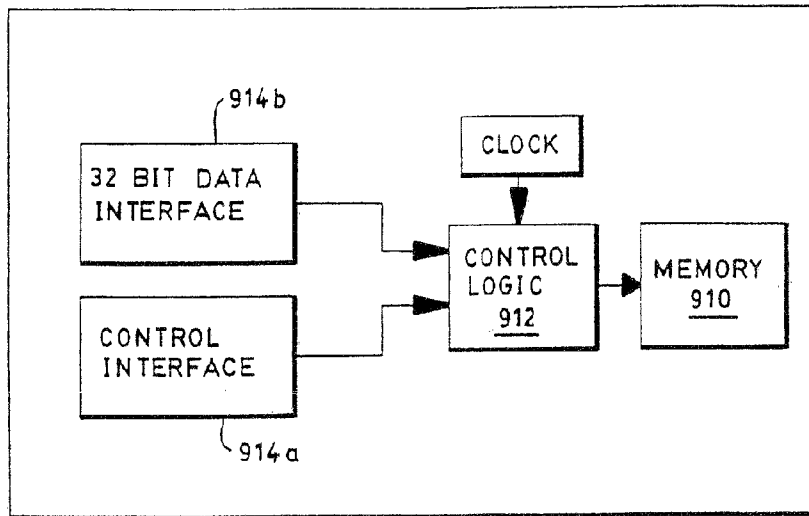 914b
32 BIT DATA
INTERFACE
CLOCK
CONTROL
LOGIC
912
MEMORY
910
CONTROL
INTERFACE
914a